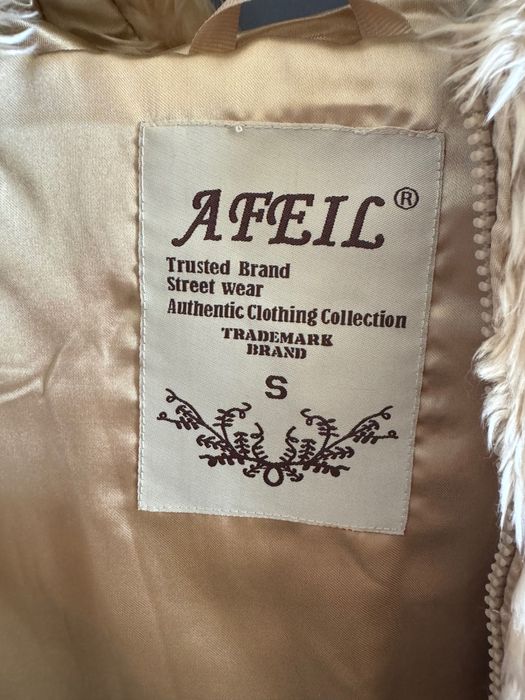 AFEIL®
Trusted Brand
Street wear
Authentic Clothing Collection
TRADEMARK
BRAND
S